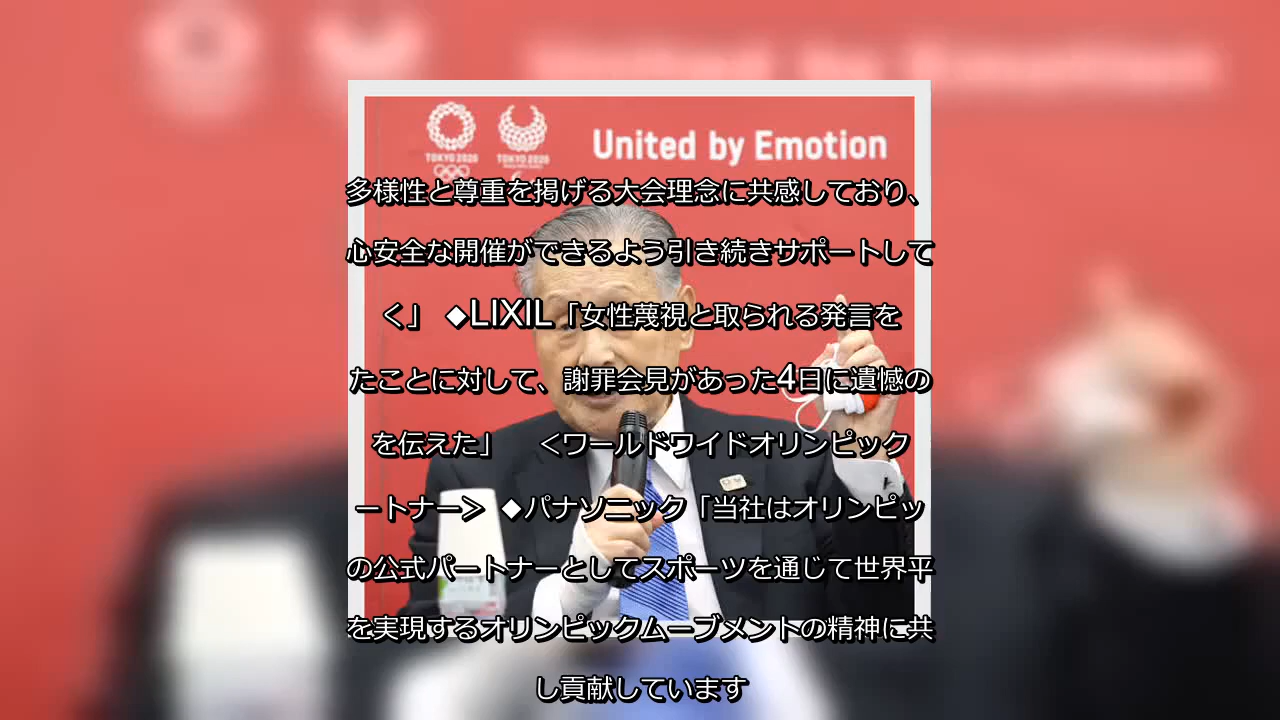 United by Emotion
TOKYO 2020 TOKYO 2020
多様性と尊重を掲げる大会理念に共感しており、
心安全な開催ができるよう引き続きサポートして
く」 ◆LIXIL「女性蔑視と取られる発言を
たことに対して、謝罪会見があった4日に遺憾の
を伝えた」 <ワールドワイドオリンピック
ートナー> ◆パナソニック「当社はオリンピッ
の公式パートナーとしてスポーツを通じて世界平
を実現するオリンピックムーブメントの精神に共
し貢献しています